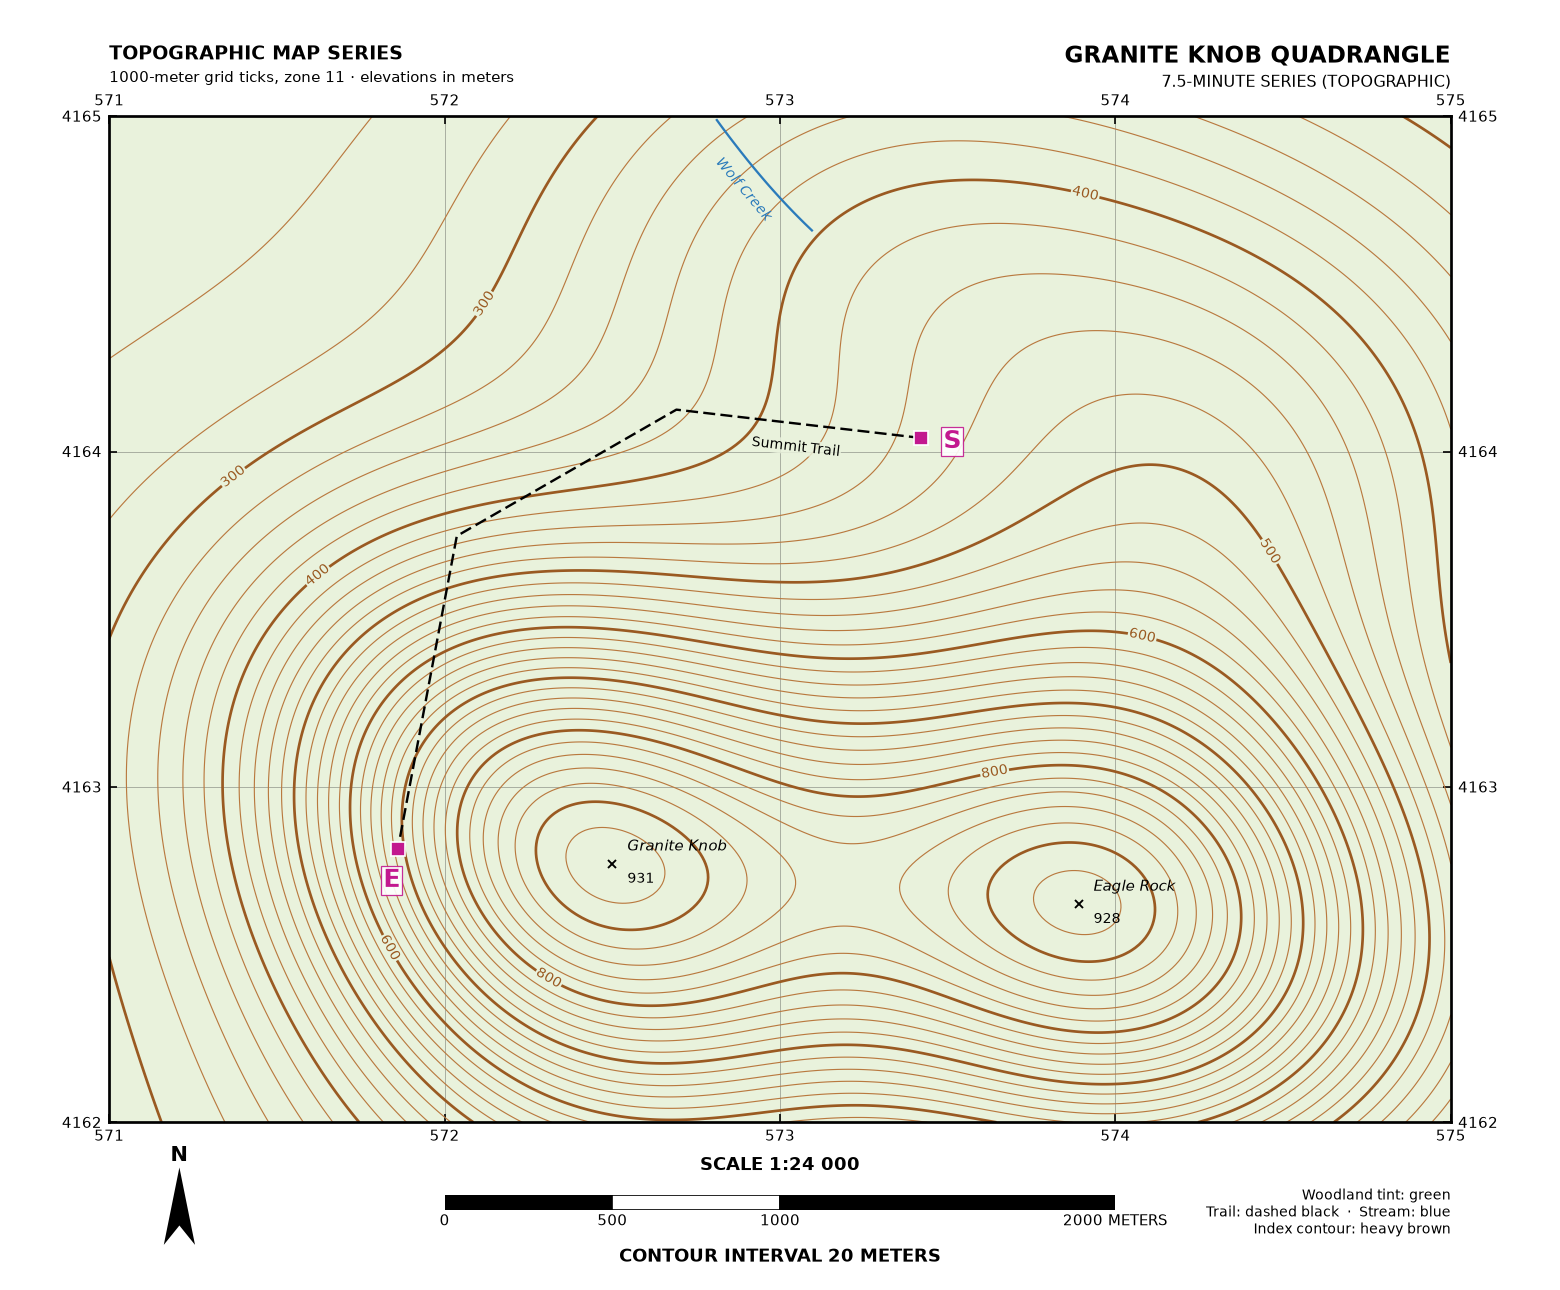 TOPOGRAPHIC MAP SERIES
1000-meter grid ticks, zone 11 · elevations in meters
GRANITE KNOB QUADRANGLE
7.5-MINUTE SERIES (TOPOGRAPHIC)
571 572 573 574 575
4165 4165
Wolf Creek
400
300
Summit Trail
S
4164 4164
300
500
400
600
800
4163 4163
Granite Knob
931
E
Eagle Rock
928
600
800
4162 4162
571 572 573 574 575
N
SCALE 1:24 000
0 500 1000 2000 METERS
CONTOUR INTERVAL 20 METERS
Woodland tint: green
Trail: dashed black · Stream: blue
Index contour: heavy brown